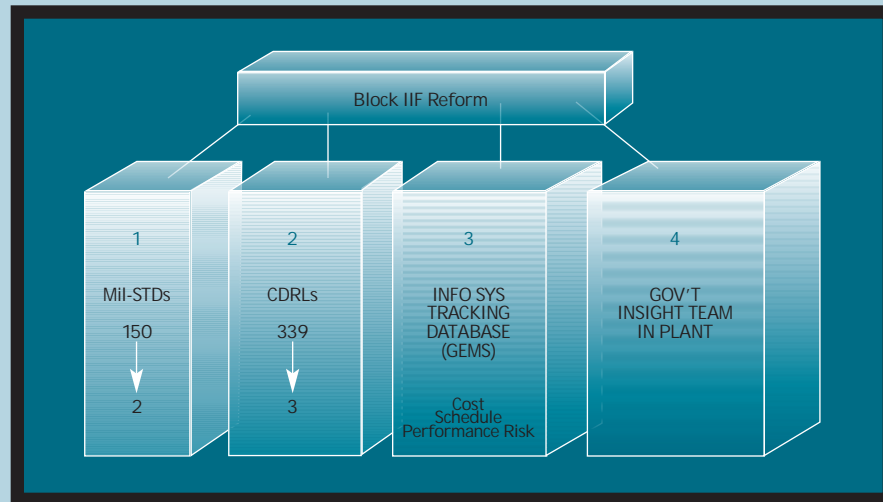 Block IIF Reform
1
Mil-STDs
150
2
2
CDRLs
339
3
3
INFO SYS
TRACKING
DATABASE
(GEMS)
Cost
Schedule
Performance Risk
4
GOV'T
INSIGHT TEAM
IN PLANT